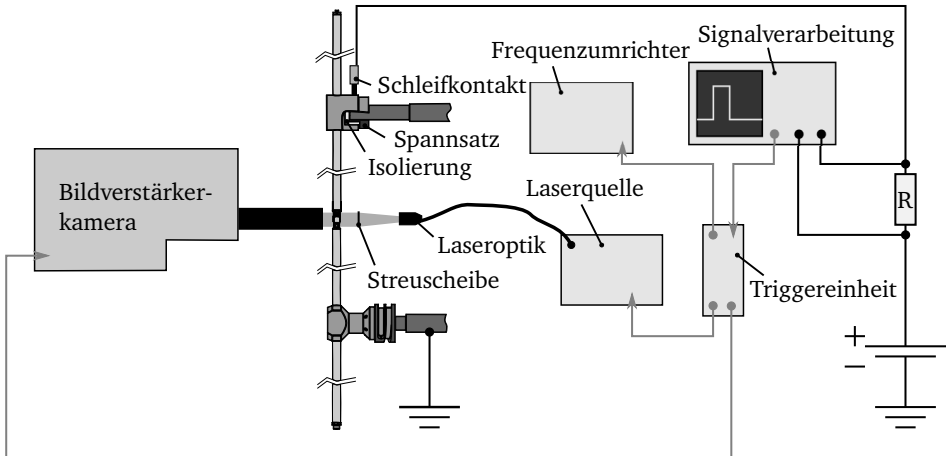 Signalverarbeitung
Frequenzumrichter
Schleifkontakt
Spannsatz
Isolierung
Bildverstärker-
kamera
Laserquelle
R
Laseroptik
Streuscheibe
Triggereinheit
+
−